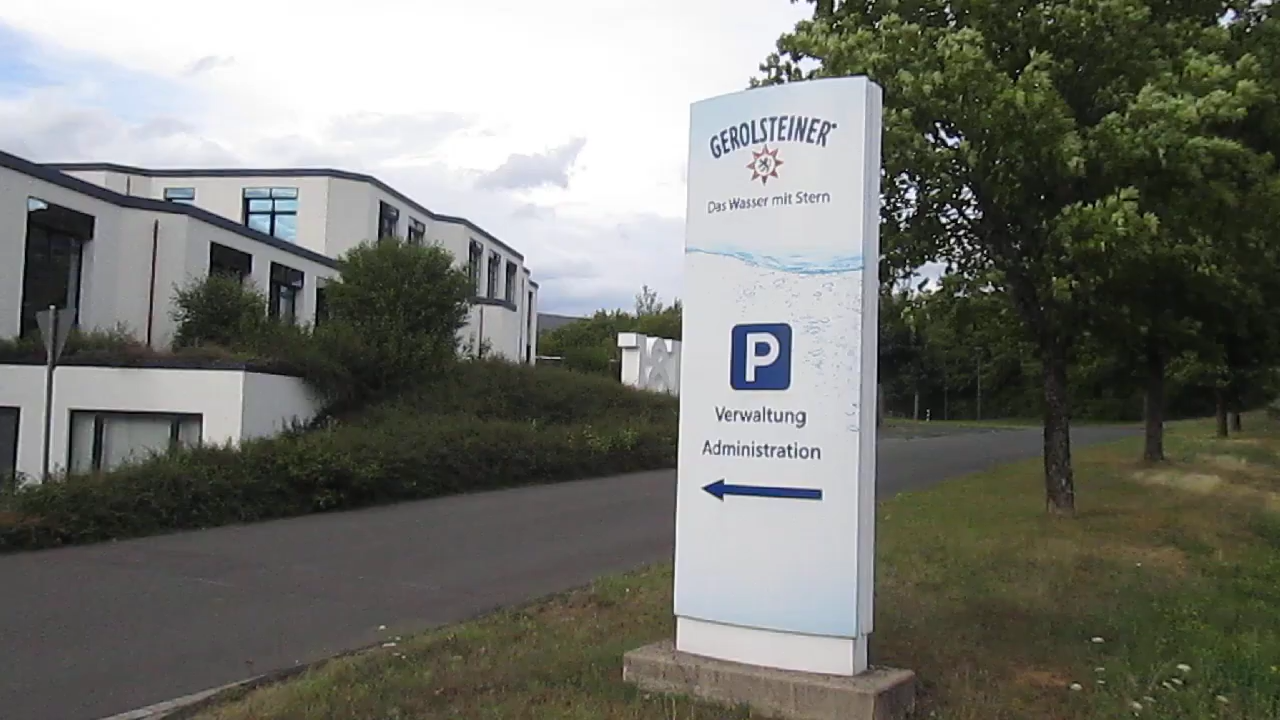 GEROLSTEINER
Das Wasser mit Stern
P
Verwaltung
Administration